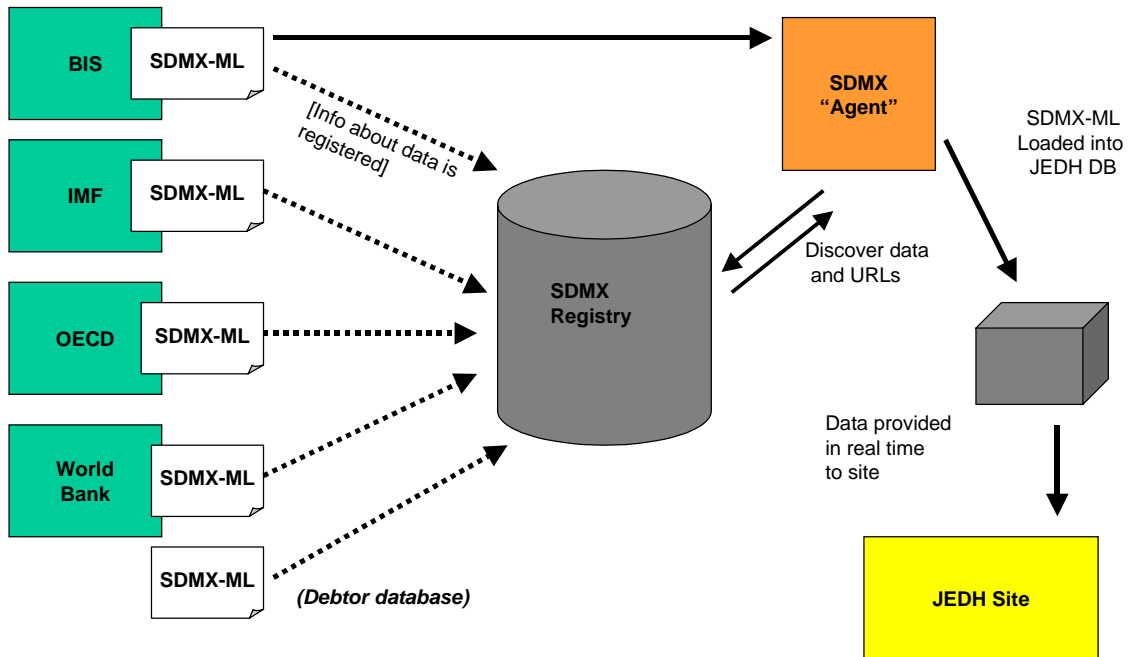 BIS
SDMX-ML
[Info about data is
registered]
IMF
SDMX-ML
OECD
SDMX-ML
World
Bank
SDMX-ML
SDMX-ML
(Debtor database)
SDMX
Registry
SDMX
“Agent”
Discover data
and URLs
SDMX-ML
Loaded into
JEDH DB
Data provided
in real time
to site
JEDH Site